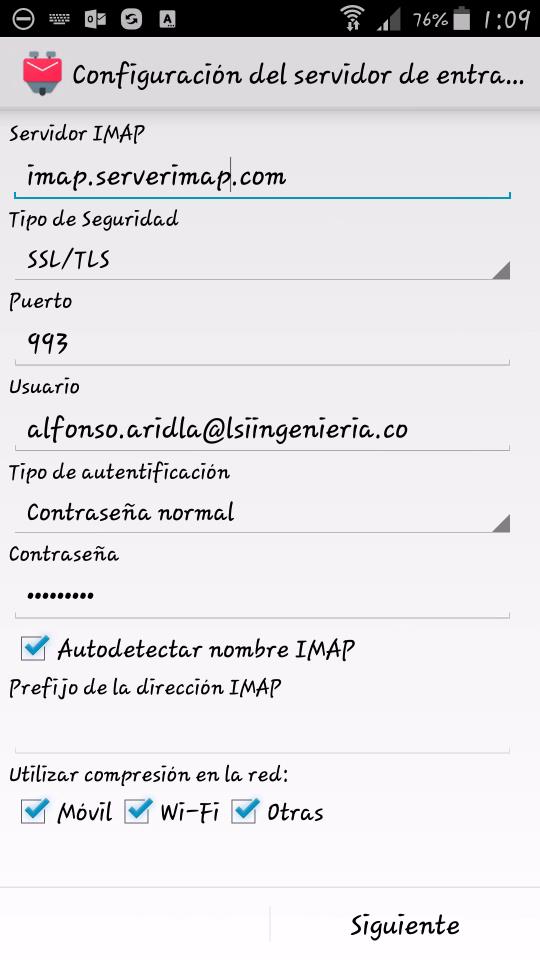 76% 1:09
Configuración del servidor de entra...
Servidor IMAP
imap.serverimap.com
Tipo de Seguridad
SSL/TLS
Puerto
993
Usuario
alfonso.aridla@lsiingenieria.co
Tipo de autentificación
Contraseña normal
Contraseña
•••••••••
Autodetectar nombre IMAP
Prefijo de la dirección IMAP
Utilizar compresión en la red:
Móvil Wi-Fi Otras
Siguiente